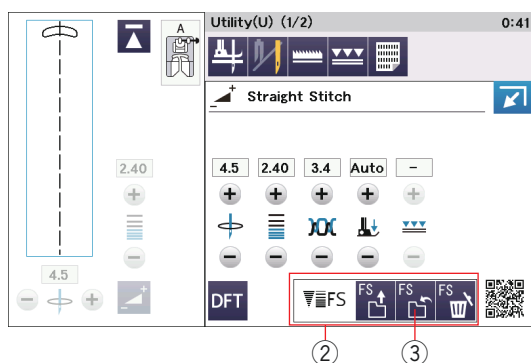 A
Utility(U) (1/2) 0:41
Straight Stitch
2.40
4.5 2.40 3.4 Auto –
4.5
DFT FS FS FS FS
② ③